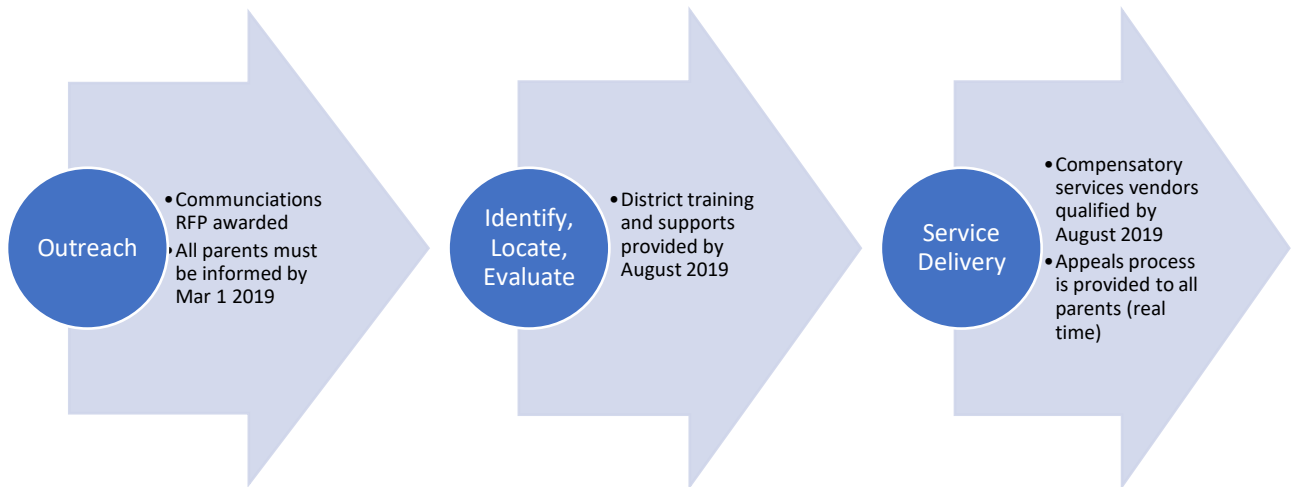 Outreach
•Communciations
RFP awarded
•All parents must
be informed by
Mar 1 2019
Identify,
Locate,
Evaluate
•District training
and supports
provided by
August 2019
Service
Delivery
•Compensatory
services vendors
qualified by
August 2019
•Appeals process
is provided to all
parents (real
time)